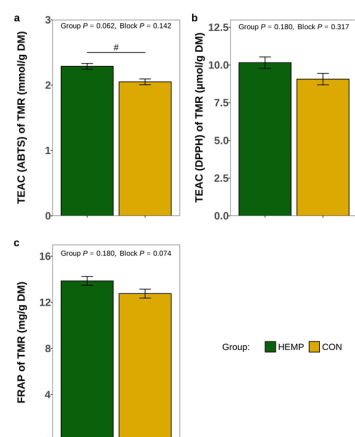 a
Group P = 0.062, Block P = 0.142
#
TEAC (ABTS) of TMR (mmol/g DM)
3
2
1
0
b
Group P = 0.180, Block P = 0.317
TEAC (DPPH) of TMR (µmol/g DM)
12.5
10.0
7.5
5.0
2.5
0.0
c
Group P = 0.180, Block P = 0.074
FRAP of TMR (mg/g DM)
16
12
8
4
Group: HEMP CON